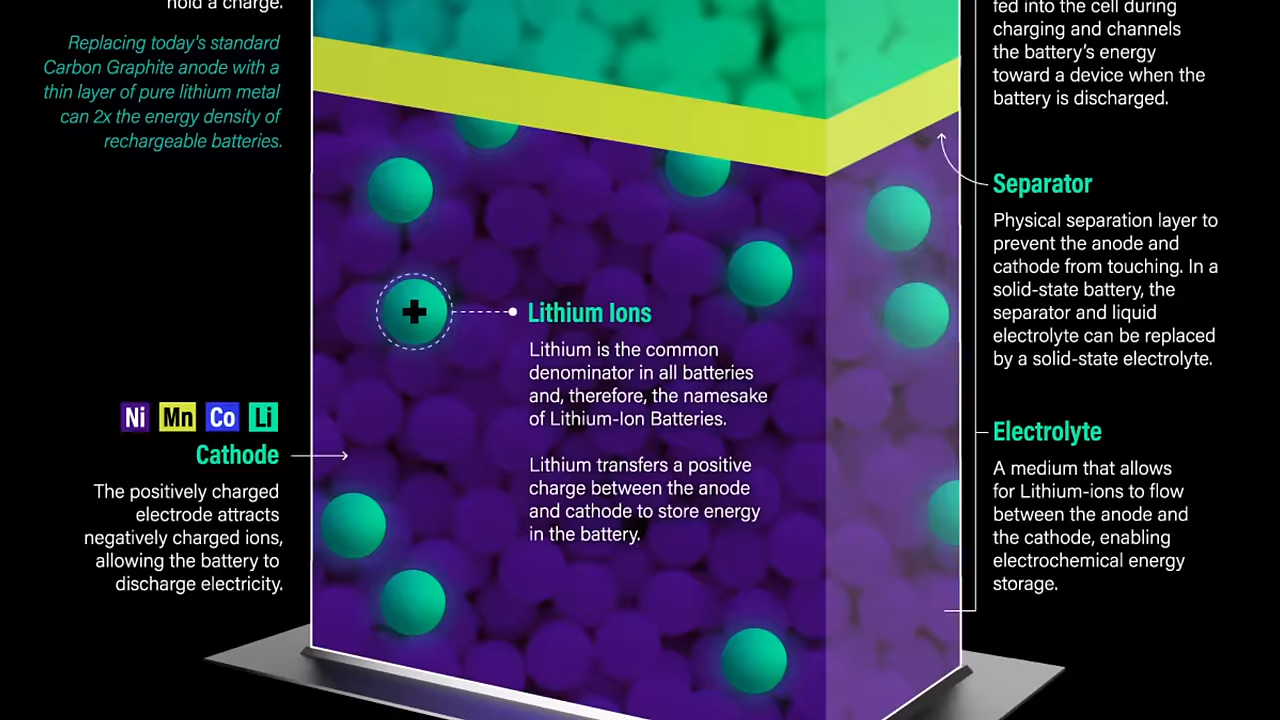 hold a charge.
Replacing today's standard
Carbon Graphite anode with a
thin layer of pure lithium metal
can 2x the energy density of
rechargeable batteries.
Ni Mn Co Li
Cathode
The positively charged
electrode attracts
negatively charged ions,
allowing the battery to
discharge electricity.
Lithium Ions
Lithium is the common
denominator in all batteries
and, therefore, the namesake
of Lithium-Ion Batteries.
Lithium transfers a positive
charge between the anode
and cathode to store energy
in the battery.
fed into the cell during
charging and channels
the battery’s energy
toward a device when the
battery is discharged.
Separator
Physical separation layer to
prevent the anode and
cathode from touching. In a
solid-state battery, the
separator and liquid
electrolyte can be replaced
by a solid-state electrolyte.
Electrolyte
A medium that allows
for Lithium-ions to flow
between the anode and
the cathode, enabling
electrochemical energy
storage.